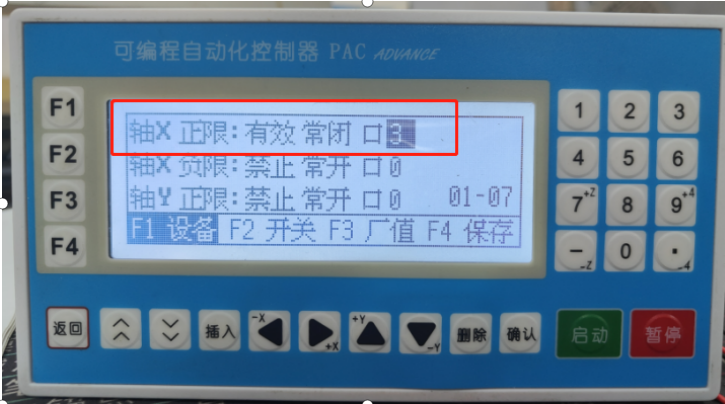 可编程自动化控制器 PAC ADVANCE
F1
F2
F3
F4
轴X 正限:有效 常闭 口3
轴X 负限:禁止 常开 口0
轴Y 正限:禁止 常开 口0 01-07
F1 设备 F2 开关 F3 厂值 F4 保存
1 2 3
4 5 6
7 +Z 8 9 +4
- -Z 0 . -4
返回 插入 -X +X +Y -Y 删除 确认 启动 暂停